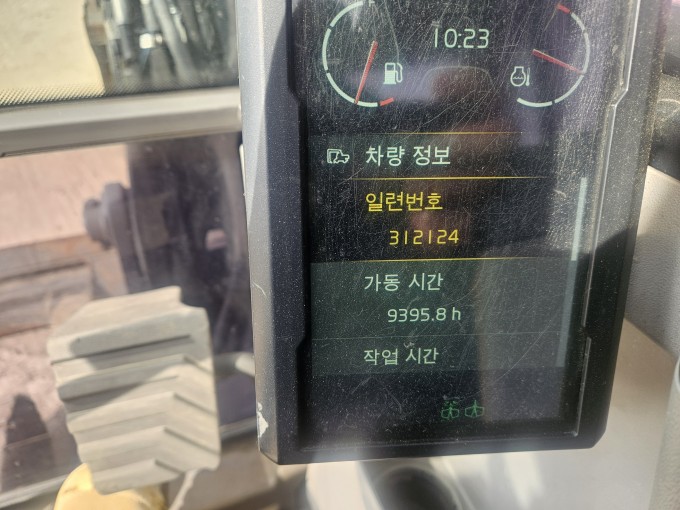 10:23
차량 정보
일련번호
312124
가동 시간
9395.8 h
작업 시간